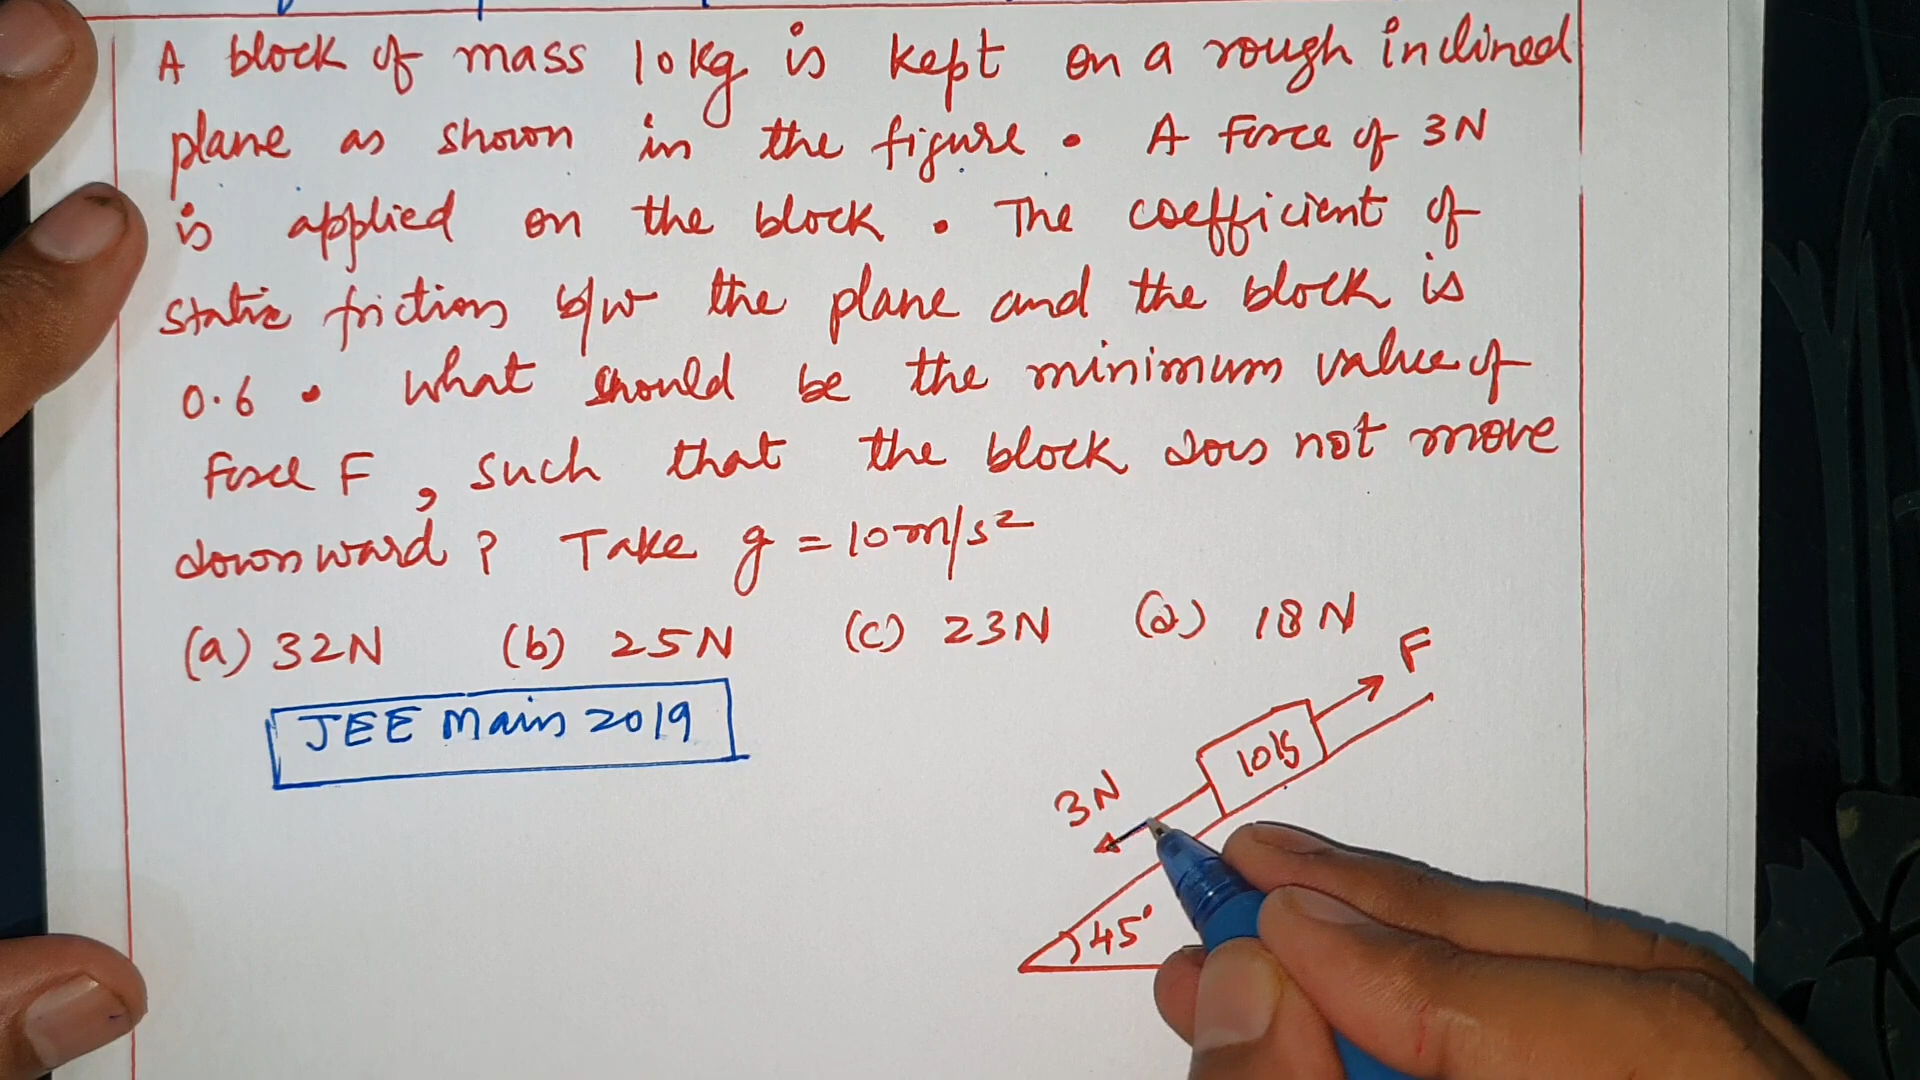 A block of mass 10kg is kept on a rough inclined
plane as shown in the figure. A force of 3N
is applied on the block. The coefficient of
static friction b/w the plane and the block is
0.6. What should be the minimum value of
force F, such that the block does not move
downward? Take g = 10m/s²
(a) 32N (b) 25N (c) 23N (d) 18N
JEE Main 2019
F
10kg
3N
45°